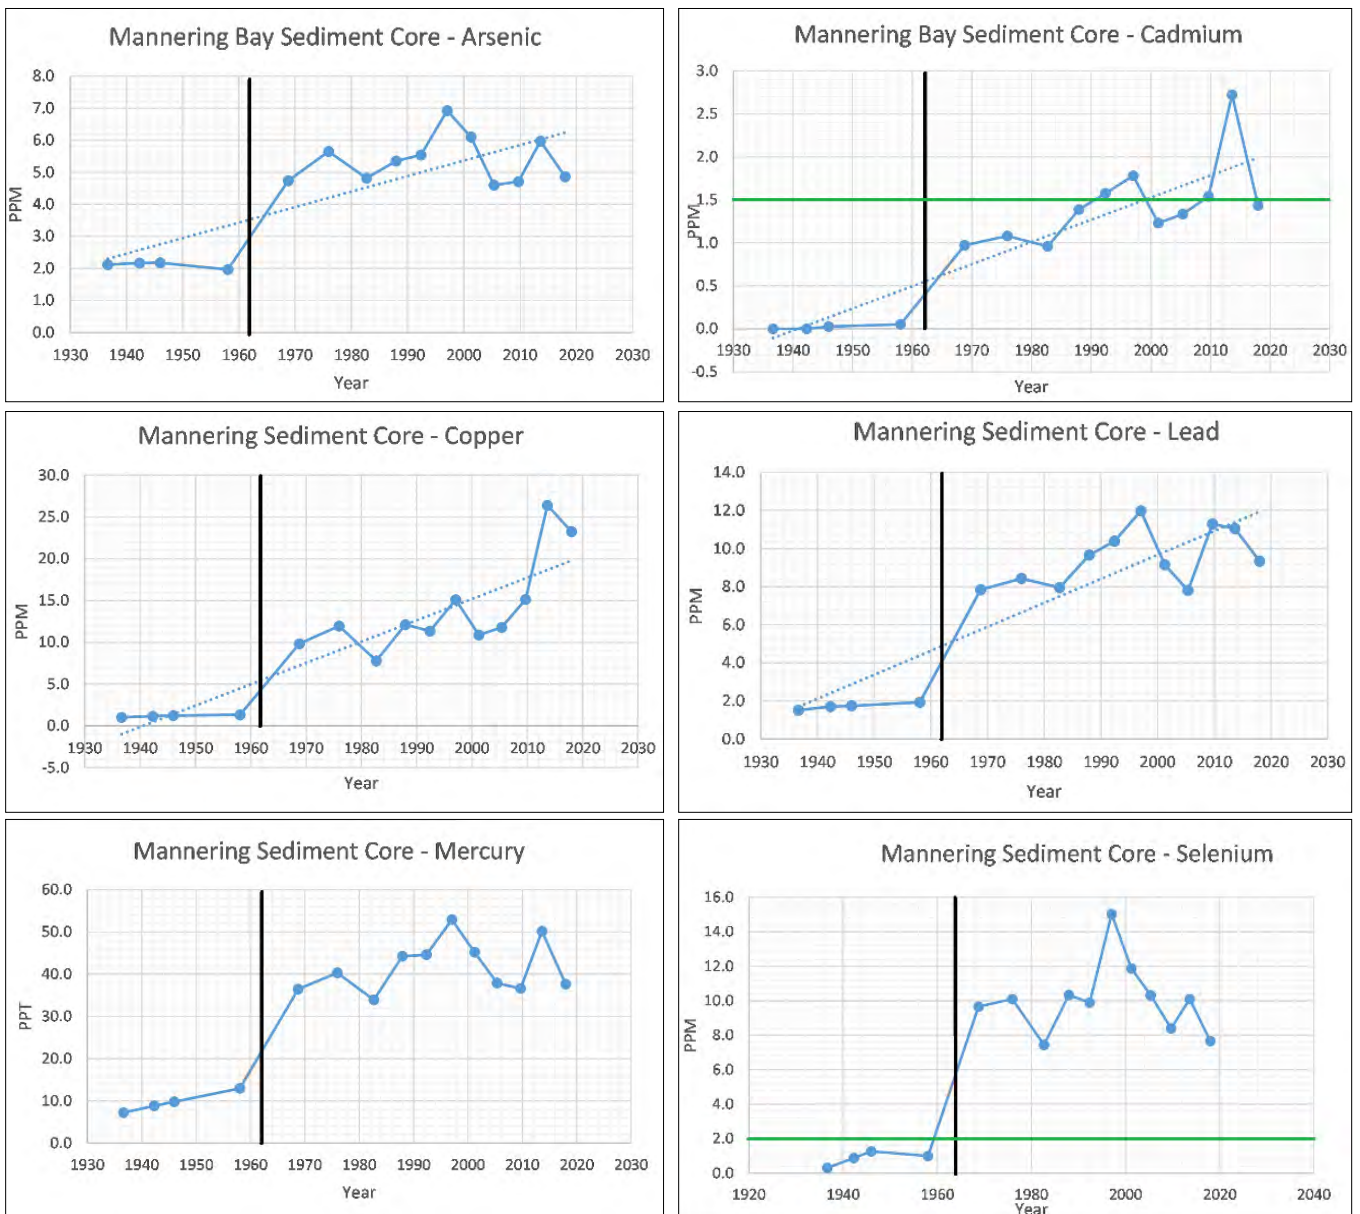 Mannering Bay Sediment Core - Arsenic
8.0
7.0
6.0
5.0
4.0
3.0
2.0
1.0
0.0
PPM
1930 1940 1950 1960 1970 1980 1990 2000 2010 2020 2030
Year
Mannering Bay Sediment Core - Cadmium
3.0
2.5
2.0
1.5
1.0
0.5
0.0
-0.5
PPM
1930 1940 1950 1960 1970 1980 1990 2000 2010 2020 2030
Year
Mannering Sediment Core - Copper
30.0
25.0
20.0
15.0
10.0
5.0
0.0
-5.0
PPM
1930 1940 1950 1960 1970 1980 1990 2000 2010 2020 2030
Year
Mannering Sediment Core - Lead
14.0
12.0
10.0
8.0
6.0
4.0
2.0
0.0
PPM
1930 1940 1950 1960 1970 1980 1990 2000 2010 2020 2030
Year
Mannering Sediment Core - Mercury
60.0
50.0
40.0
30.0
20.0
10.0
0.0
PPT
1930 1940 1950 1960 1970 1980 1990 2000 2010 2020 2030
Year
Mannering Sediment Core - Selenium
16.0
14.0
12.0
10.0
8.0
6.0
4.0
2.0
0.0
PPM
1920 1940 1960 1980 2000 2020 2040
Year